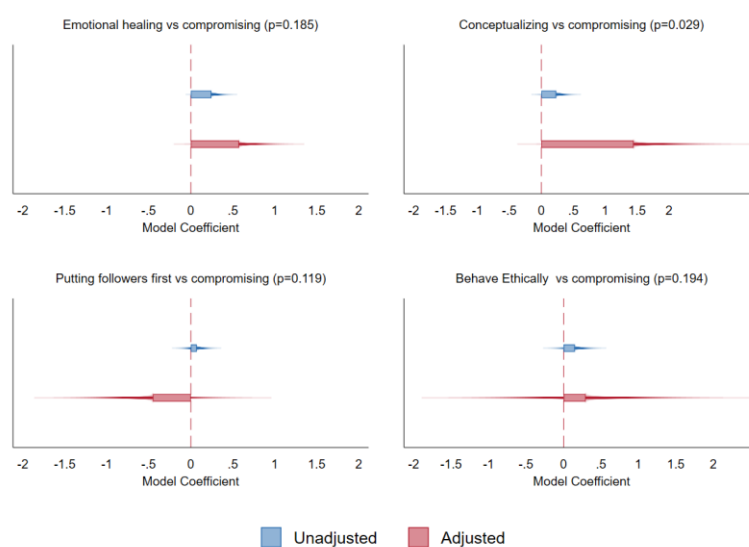 Emotional healing vs compromising (p=0.185)
-2 -1.5 -1 -.5 0 .5 1 1.5 2
Model Coefficient
Conceptualizing vs compromising (p=0.029)
-2 -1.5 -1 -.5 0 .5 1 1.5 2
Model Coefficient
Putting followers first vs compromising (p=0.119)
-2 -1.5 -1 -.5 0 .5 1 1.5 2
Model Coefficient
Behave Ethically vs compromising (p=0.194)
-2 -1.5 -1 -.5 0 .5 1 1.5 2
Model Coefficient
Unadjusted Adjusted